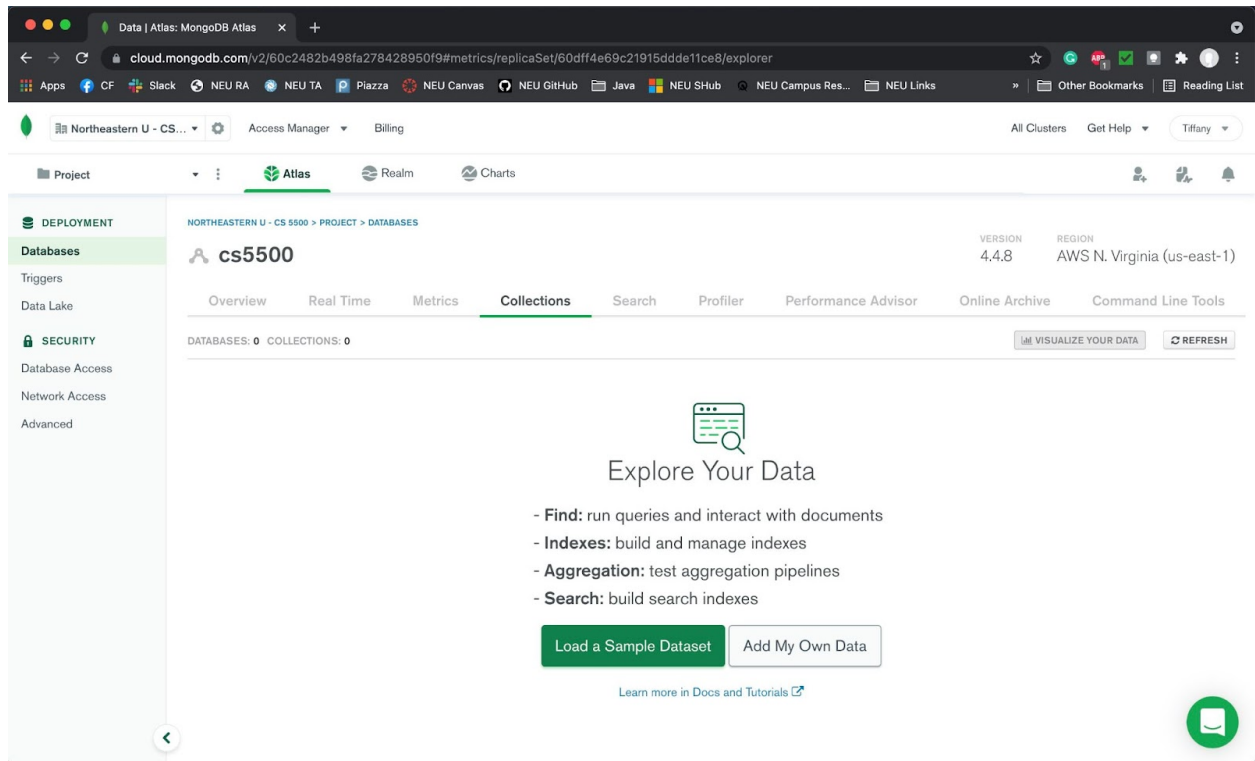 Data | Atlas: MongoDB Atlas
cloud.mongodb.com/v2/60c2482b498fa278428950f9#metrics/replicaSet/60dff4e69c21915ddde11ce8/explorer
Apps CF Slack NEU RA NEU TA Piazza NEU Canvas NEU GitHub Java NEU SHub NEU Campus Res... NEU Links » Other Bookmarks Reading List
Northeastern U - CS... Access Manager Billing All Clusters Get Help Tiffany
Project Atlas Realm Charts
DEPLOYMENT
Databases
Triggers
Data Lake
SECURITY
Database Access
Network Access
Advanced
NORTHEASTERN U - CS 5500 > PROJECT > DATABASES
cs5500
VERSION
4.4.8
REGION
AWS N. Virginia (us-east-1)
Overview Real Time Metrics Collections Search Profiler Performance Advisor Online Archive Command Line Tools
DATABASES: 0 COLLECTIONS: 0 VISUALIZE YOUR DATA REFRESH
Explore Your Data
- Find: run queries and interact with documents
- Indexes: build and manage indexes
- Aggregation: test aggregation pipelines
- Search: build search indexes
Load a Sample Dataset Add My Own Data
Learn more in Docs and Tutorials